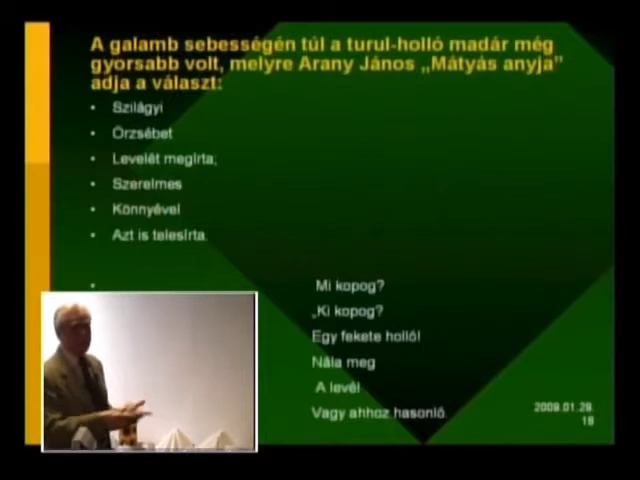 A galamb sebességén túl a turul-holló madár még
gyorsabb volt, melyre Arany János „Mátyás anyja”
adja a választ:
• Szilágyi
• Örzsébet
• Levelét megírta;
• Szerelmes
• Könnyével
• Azt is telesírta.
•
Mi kopog?
„Ki kopog?
Egy fekete holló!
Nála meg
A levél
Vagy ahhoz hasonló.
2009.01.28.
18